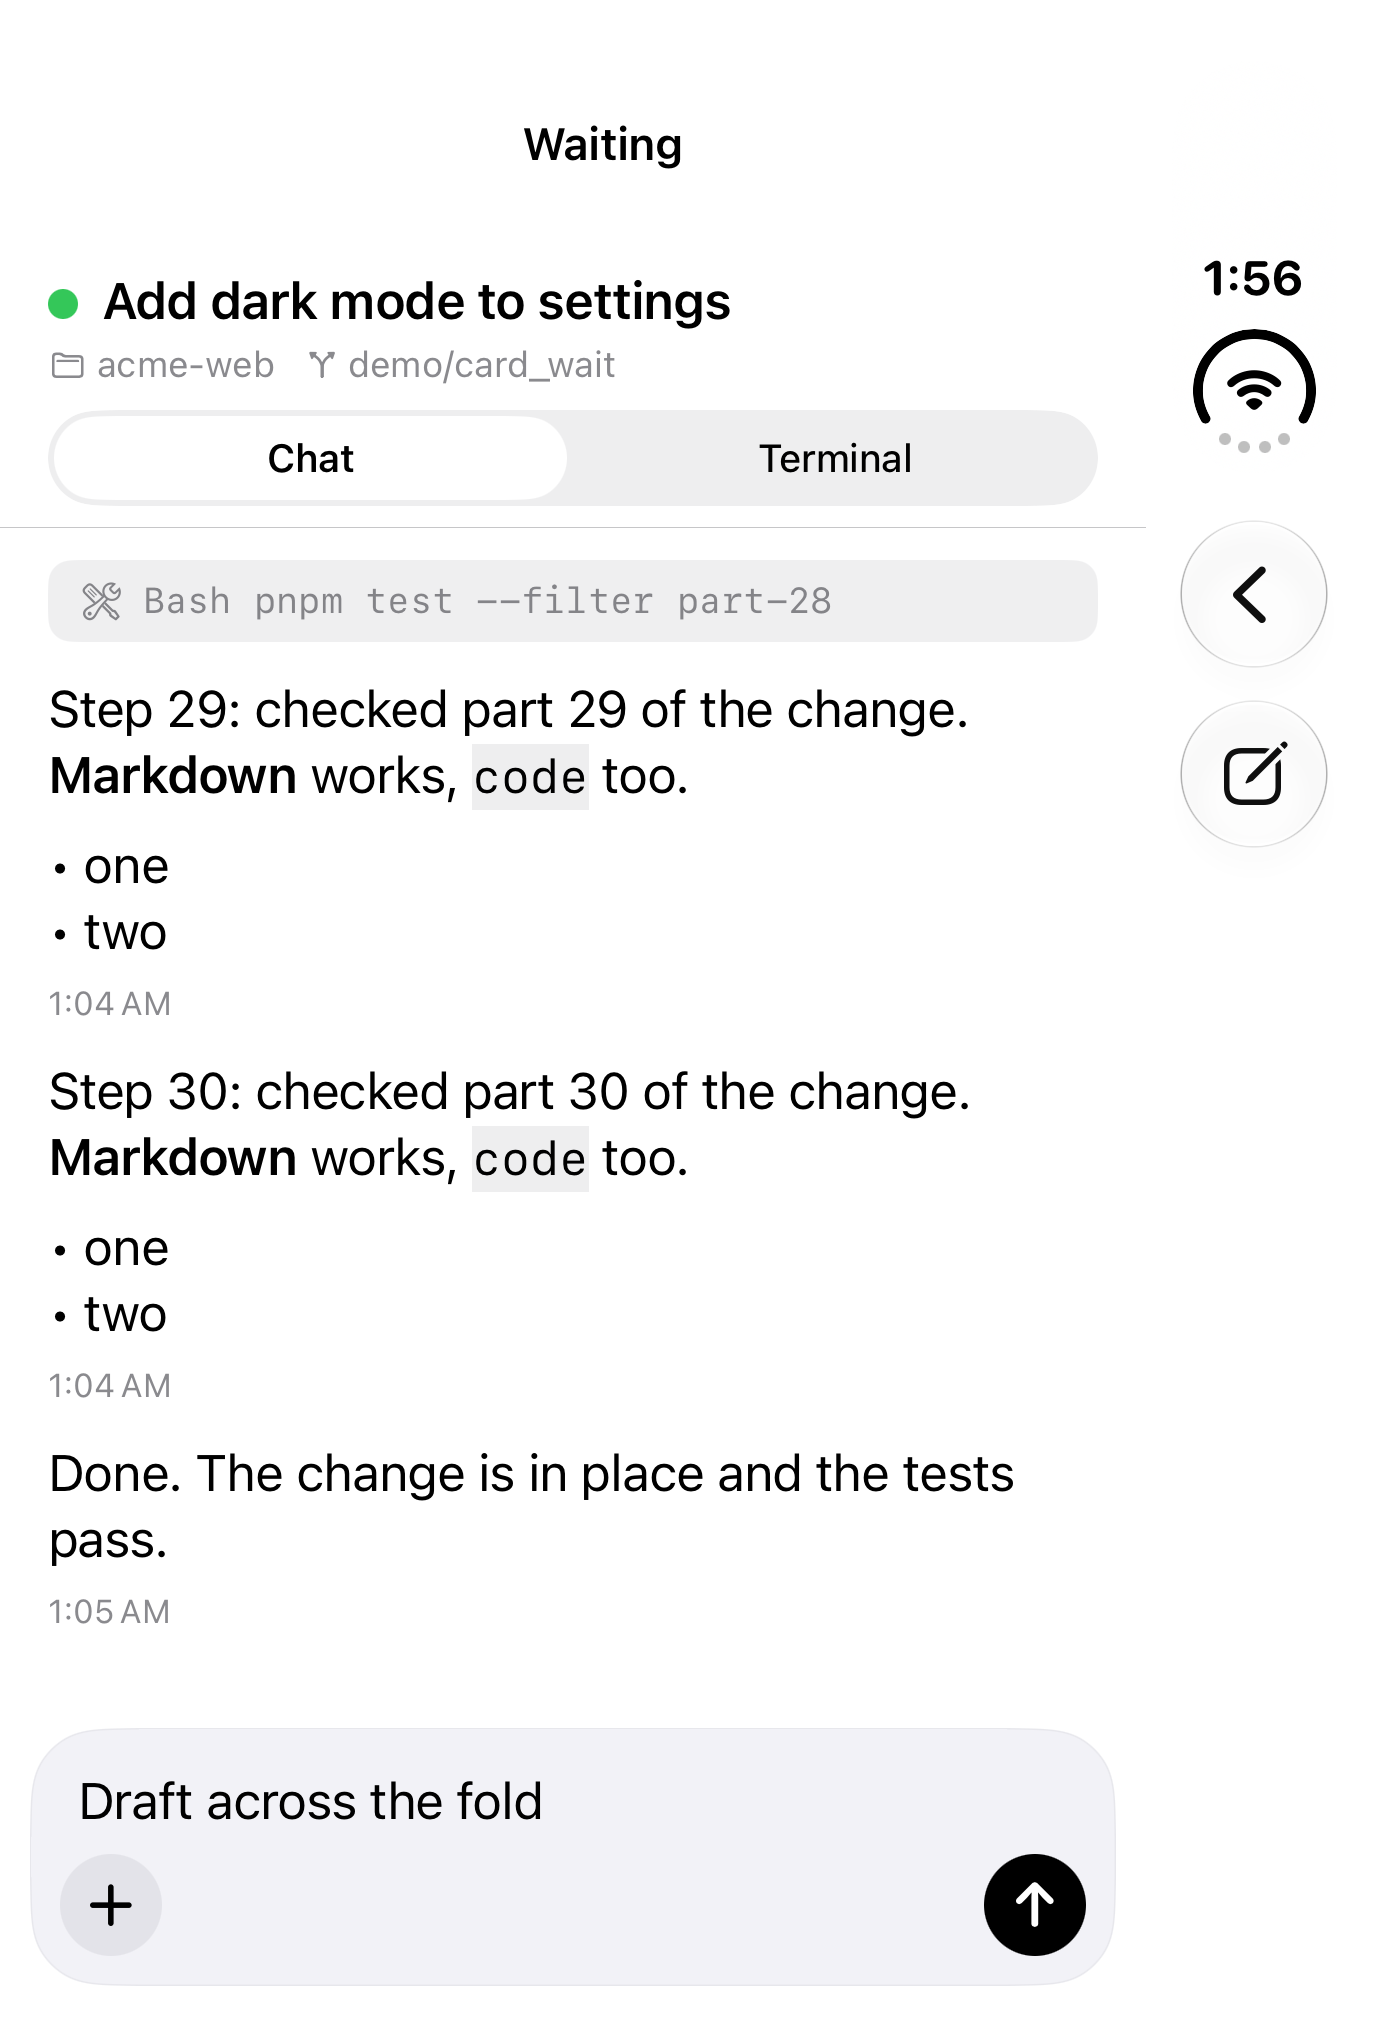 Waiting
1:56
Add dark mode to settings
acme-web demo/card_wait
Chat Terminal
Bash pnpm test --filter part-28
Step 29: checked part 29 of the change.
Markdown works, code too.
• one
• two
1:04 AM
Step 30: checked part 30 of the change.
Markdown works, code too.
• one
• two
1:04 AM
Done. The change is in place and the tests
pass.
1:05 AM
Draft across the fold